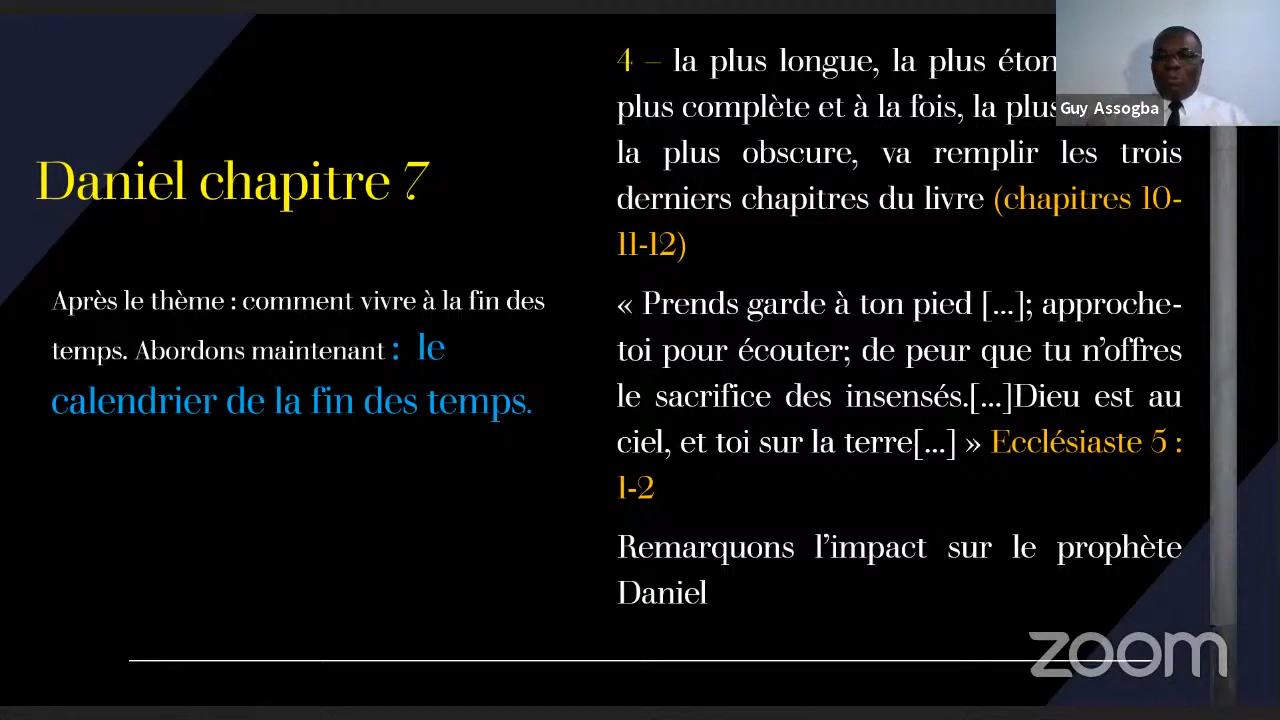 Daniel chapitre 7
Après le thème : comment vivre à la fin des
temps. Abordons maintenant : le
calendrier de la fin des temps.
4 – la plus longue, la plus
plus complète et à la fois, la plus
la plus obscure, va remplir les trois
derniers chapitres du livre (chapitres 10-
11-12)
« Prends garde à ton pied [...]; approche-
toi pour écouter; de peur que tu n’offres
le sacrifice des insensés.[...]Dieu est au
ciel, et toi sur la terre[...] » Ecclésiaste 5 :
1-2
Remarquons l’impact sur le prophète
Daniel
Guy Assogba
zoom